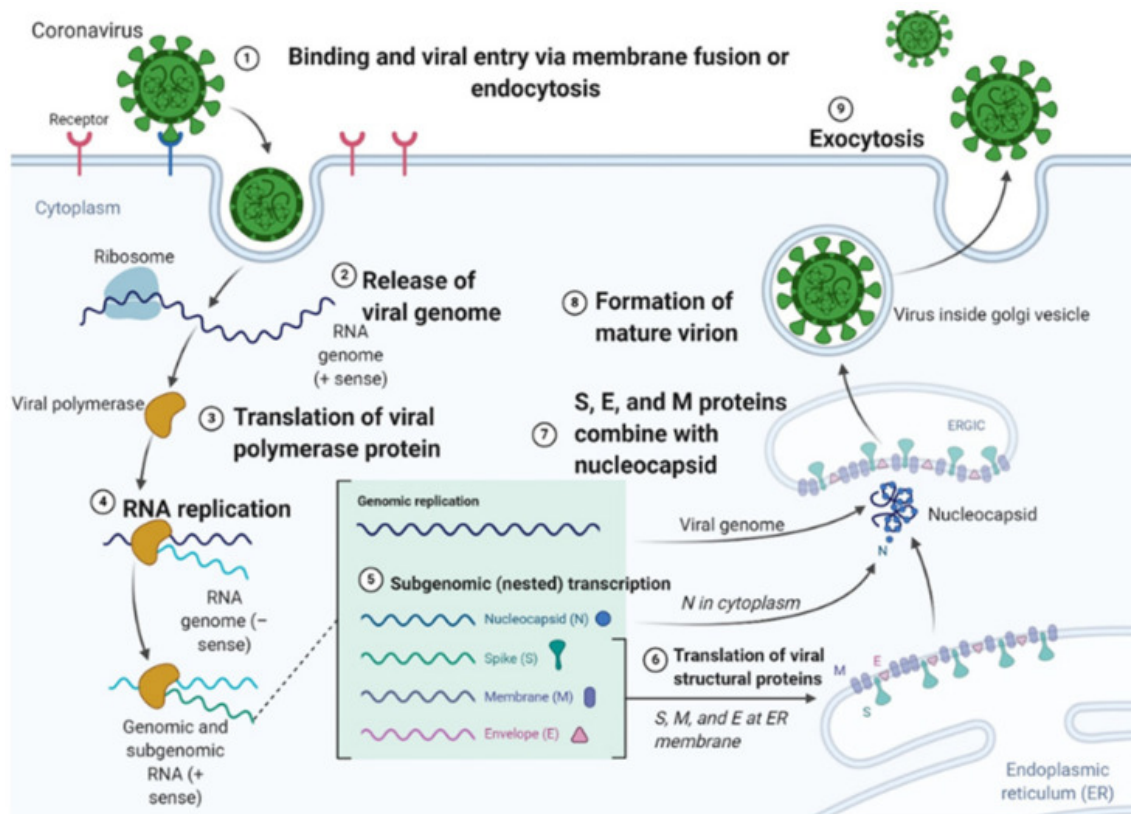 Coronavirus
1
Binding and viral entry via membrane fusion or
endocytosis
Receptor
Cytoplasm
Ribosome
2
Release of
viral genome
RNA
genome
(+ sense)
Viral polymerase
3
Translation of viral
polymerase protein
4
RNA replication
RNA
genome (–
sense)
Genomic and
subgenomic
RNA (+
sense)
Genomic replication
5
Subgenomic (nested) transcription
Nucleocapsid (N)
Spike (S)
Membrane (M)
Envelope (E)
6
Translation of viral
structural proteins
S, M, and E at ER
membrane
Viral genome
N in cytoplasm
M
E
S
Endoplasmic
reticulum (ER)
7
S, E, and M proteins
combine with
nucleocapsid
ERGIC
Nucleocapsid
N
8
Formation of
mature virion
Virus inside golgi vesicle
9
Exocytosis